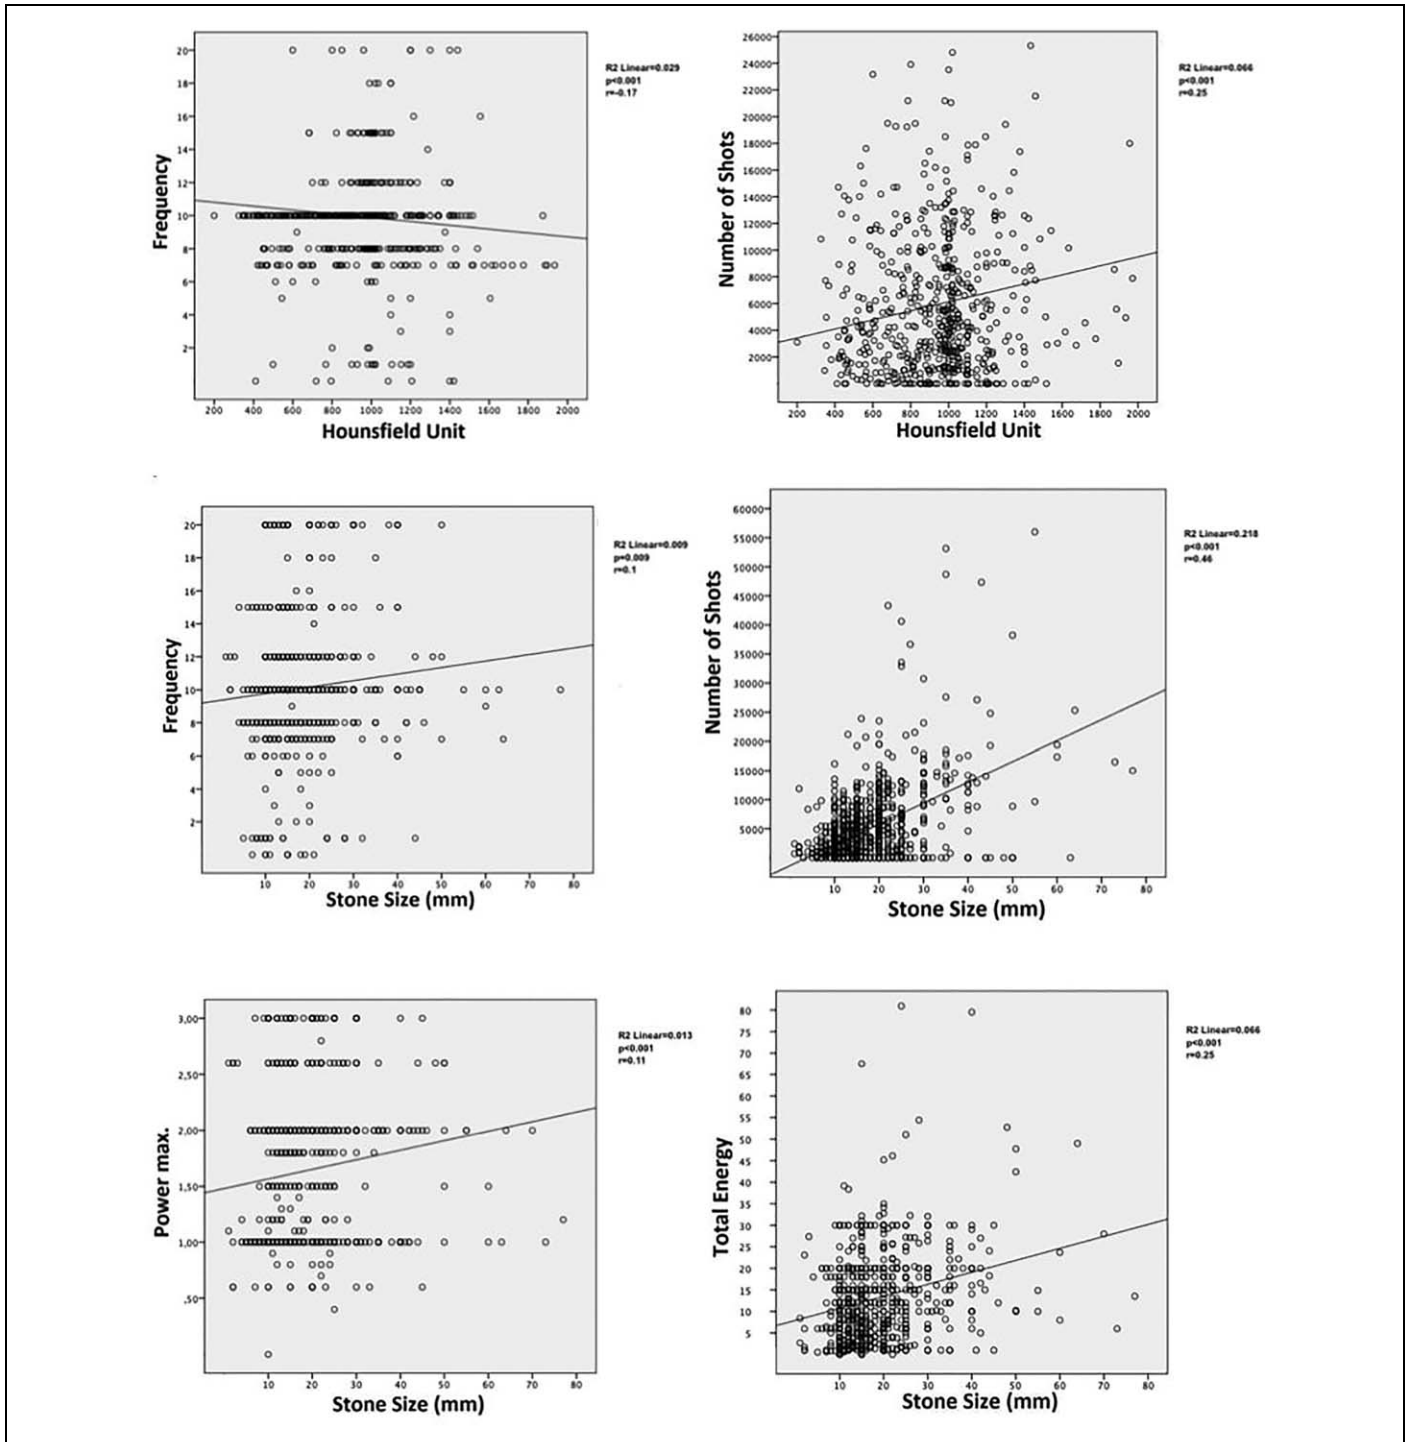 20
18
16
14
12
10
8
6
4
2
Frequency
200 400 600 800 1000 1200 1400 1600 1800 2000
Hounsfield Unit
R2 Linear=0.029
p<0.001
r=-0.17
26000
24000
22000
20000
18000
16000
14000
12000
10000
8000
6000
4000
2000
Number of Shots
200 400 600 800 1000 1200 1400 1600 1800 2000
Hounsfield Unit
R2 Linear=0.066
p<0.001
r=0.25
20
18
16
14
12
10
8
6
4
2
Frequency
10 20 30 40 50 60 70 80
Stone Size (mm)
R2 Linear=0.009
p=0.009
r=0.1
60000
55000
50000
45000
40000
35000
30000
25000
20000
15000
10000
5000
Number of Shots
10 20 30 40 50 60 70 80
Stone Size (mm)
R2 Linear=0.218
p<0.001
r=0.46
3,00
2,50
2,00
1,50
1,00
,50
Power max.
10 20 30 40 50 60 70 80
Stone Size (mm)
R2 Linear=0.013
p<0.001
r=0.11
80
75
70
65
60
55
50
45
40
35
30
25
20
15
10
5
Total Energy
10 20 30 40 50 60 70 80
Stone Size (mm)
R2 Linear=0.066
p<0.001
r=0.25